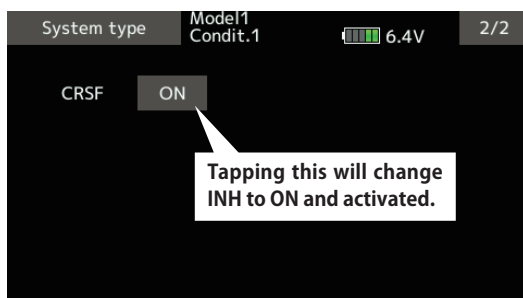 System type
Model1
Condit.1
6.4V
2/2
CRSF
ON
Tapping this will change
INH to ON and activated.